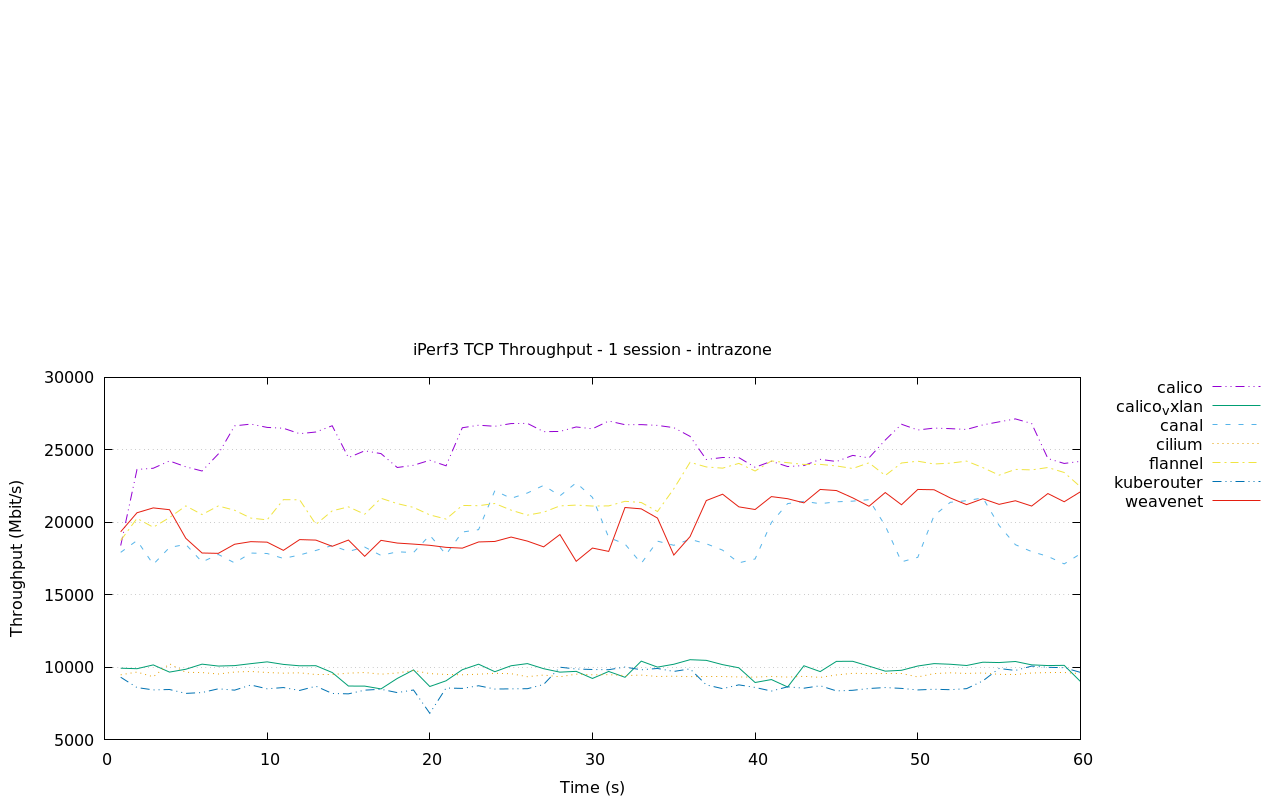 iPerf3 TCP Throughput - 1 session - intrazone
30000
25000
20000
15000
10000
5000
Throughput (Mbit/s)
0 10 20 30 40 50 60
Time (s)
calico
calicovxlan
canal
cilium
flannel
kuberouter
weavenet